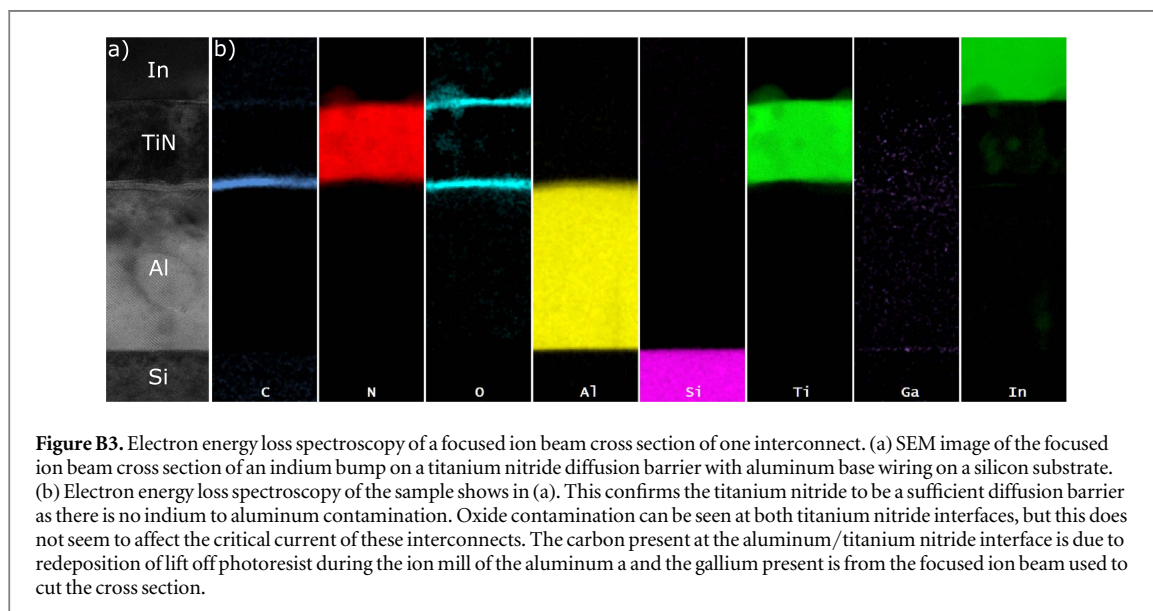 a) b)
In
TiN
Al
Si
C N O Al Si Ti Ga In
Figure B3. Electron energy loss spectroscopy of a focused ion beam cross section of one interconnect. (a) SEM image of the focused
ion beam cross section of an indium bump on a titanium nitride diffusion barrier with aluminum base wiring on a silicon substrate.
(b) Electron energy loss spectroscopy of the sample shows in (a). This confirms the titanium nitride to be a sufficient diffusion barrier
as there is no indium to aluminum contamination. Oxide contamination can be seen at both titanium nitride interfaces, but this does
not seem to affect the critical current of these interconnects. The carbon present at the aluminum/titanium nitride interface is due to
redeposition of lift off photoresist during the ion mill of the aluminum a and the gallium present is from the focused ion beam used to
cut the cross section.